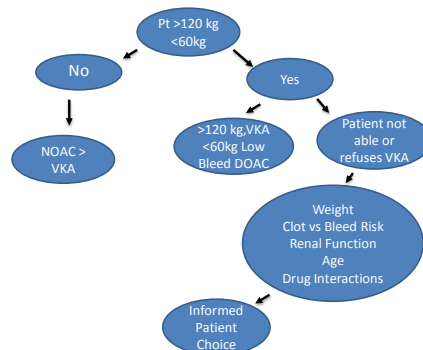 Pt >120 kg
<60kg
No
Yes
NOAC >
VKA
>120 kg,VKA
<60kg Low
Bleed DOAC
Patient not
able or
refuses VKA
Weight
Clot vs Bleed Risk
Renal Function
Age
Drug Interactions
Informed
Patient
Choice